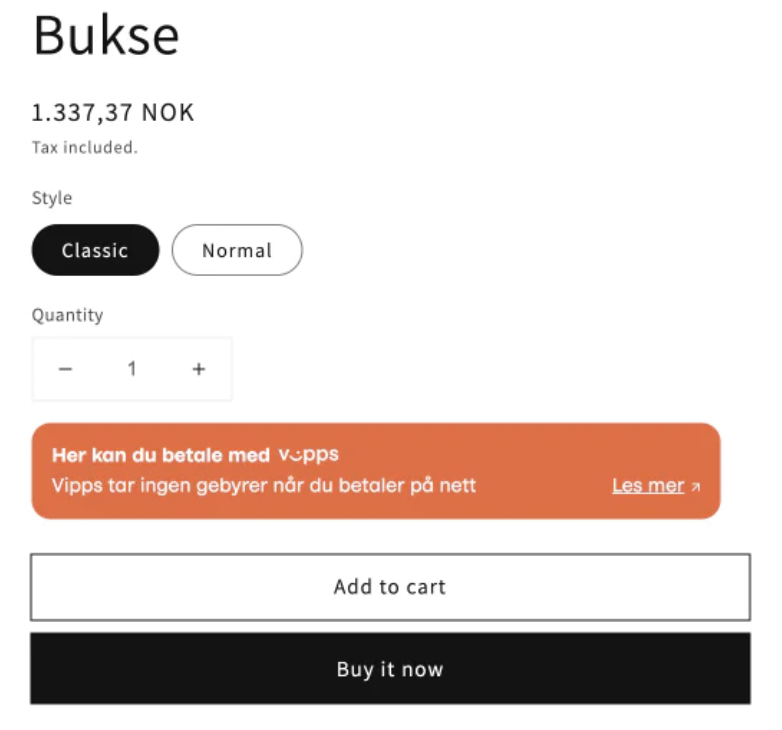 Bukse
1.337,37 NOK
Tax included.
Style
Classic Normal
Quantity
− 1 +
Her kan du betale med vipps
Vipps tar ingen gebyrer når du betaler på nett Les mer ↗
Add to cart
Buy it now